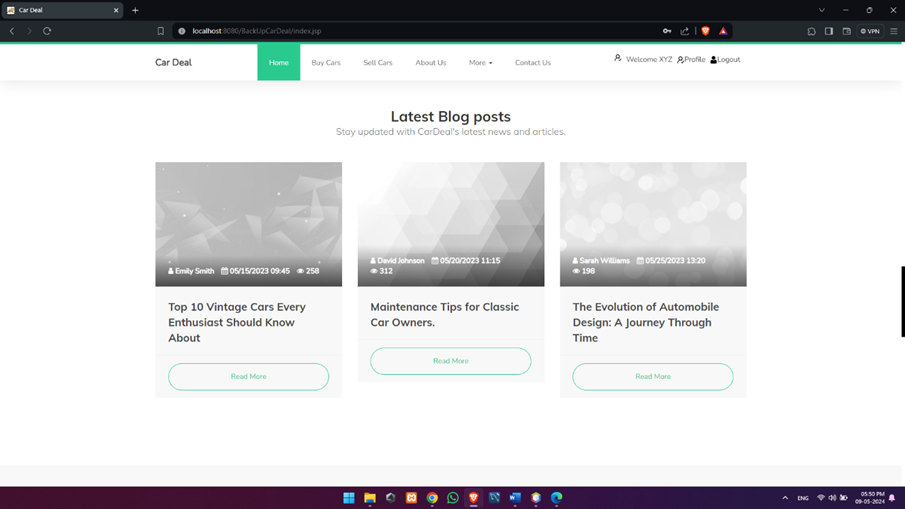 Car Deal
localhost:8080/BackUpCarDeal/index.jsp
VPN
Car Deal
Home
Buy Cars
Sell Cars
About Us
More
Contact Us
Welcome XYZ
Profile
Logout
Latest Blog posts
Stay updated with CarDeal's latest news and articles.
Emily Smith 05/15/2023 09:45 258
Top 10 Vintage Cars Every
Enthusiast Should Know
About
Read More
David Johnson 05/20/2023 11:15
312
Maintenance Tips for Classic
Car Owners.
Read More
Sarah Williams 05/25/2023 13:20
198
The Evolution of Automobile
Design: A Journey Through
Time
Read More
ENG
05:50 PM
09-05-2024